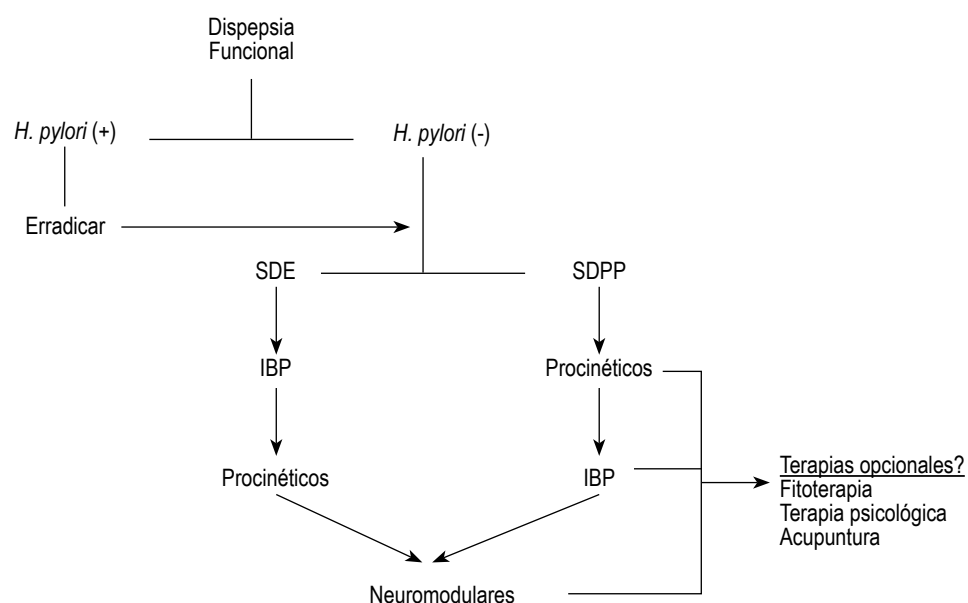 Dispepsia
Funcional
H. pylori (+)
H. pylori (-)
Erradicar
SDE
SDPP
IBP
Procinéticos
Procinéticos
IBP
Terapias opcionales?
Fitoterapia
Terapia psicológica
Acupuntura
Neuromodulares